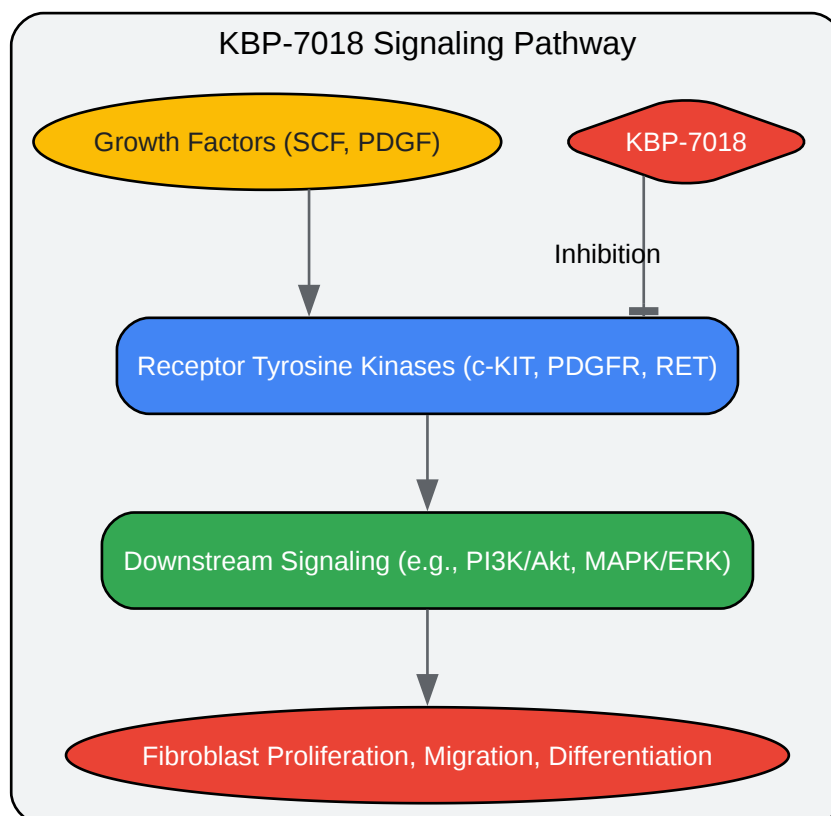 KBP-7018 Signaling Pathway
Growth Factors (SCF, PDGF)
KBP-7018
Inhibition
Receptor Tyrosine Kinases (c-KIT, PDGFR, RET)
Downstream Signaling (e.g., PI3K/Akt, MAPK/ERK)
Fibroblast Proliferation, Migration, Differentiation